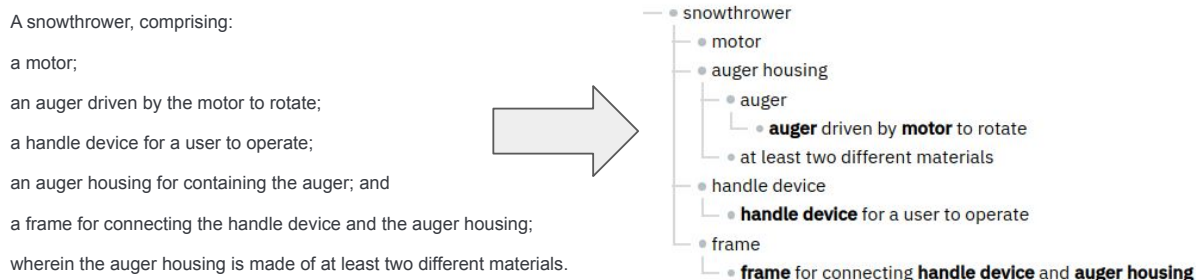 A snowthrower, comprising:
a motor;
an auger driven by the motor to rotate;
a handle device for a user to operate;
an auger housing for containing the auger; and
a frame for connecting the handle device and the auger housing;
wherein the auger housing is made of at least two different materials.
snowthrower
motor
auger housing
auger
auger driven by motor to rotate
at least two different materials
handle device
handle device for a user to operate
frame
frame for connecting handle device and auger housing